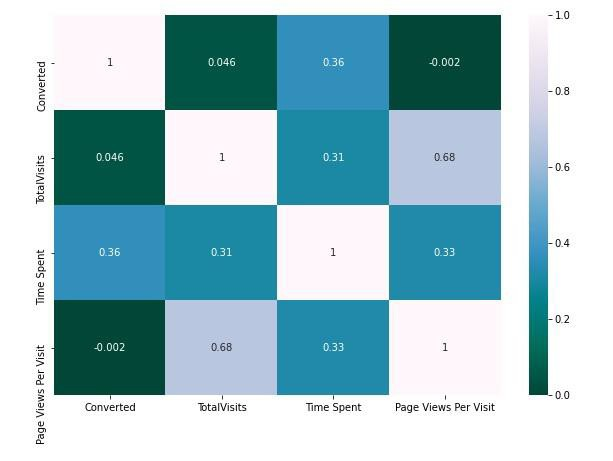 1.0
Converted 1 0.046 0.36 -0.002
0.8
TotalVisits 0.046 1 0.31 0.68
0.6
0.4
Time Spent 0.36 0.31 1 0.33
0.2
Page Views Per Visit -0.002 0.68 0.33 1
0.0
Converted TotalVisits Time Spent Page Views Per Visit